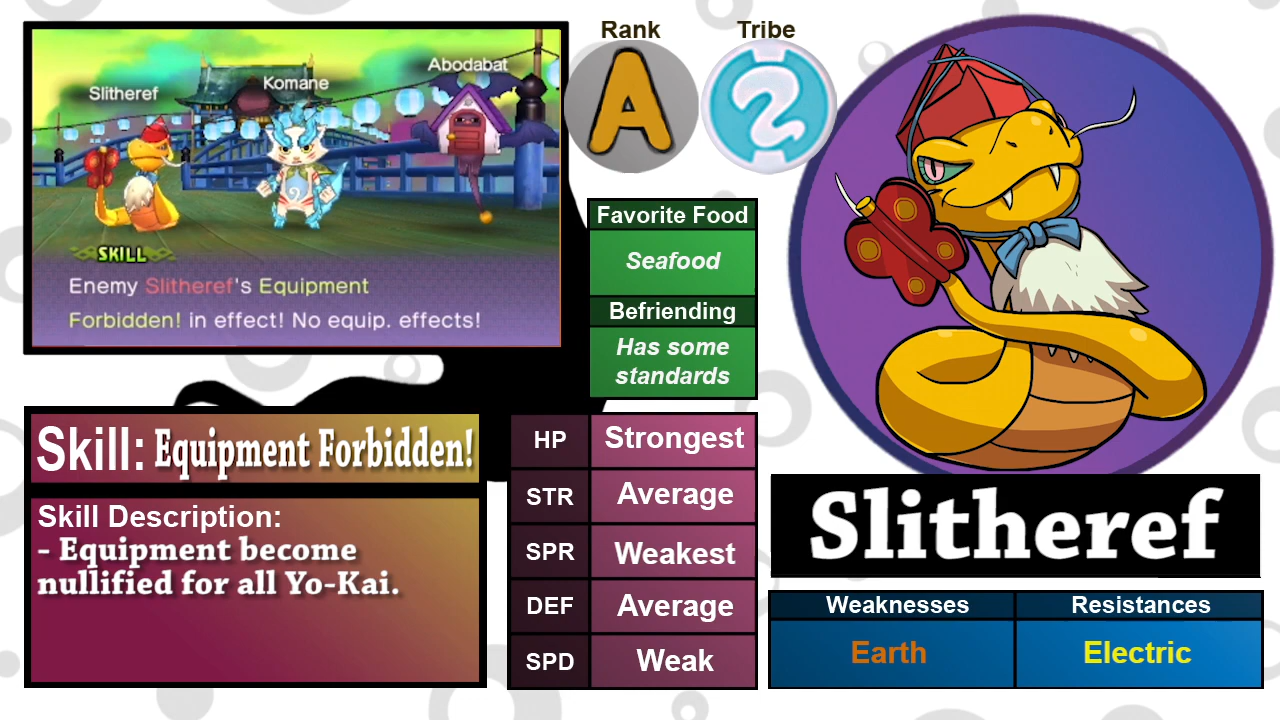 Slitheref
Komane
Abodabat
SKILL
Enemy Slitheref's Equipment
Forbidden! in effect! No equip. effects!
Rank
A
Tribe
Favorite Food
Seafood
Befriending
Has some
standards
Skill: Equipment Forbidden!
Skill Description:
- Equipment become
nullified for all Yo-Kai.
HP Strongest
STR Average
SPR Weakest
DEF Average
SPD Weak
Slitheref
Weaknesses Resistances
Earth Electric